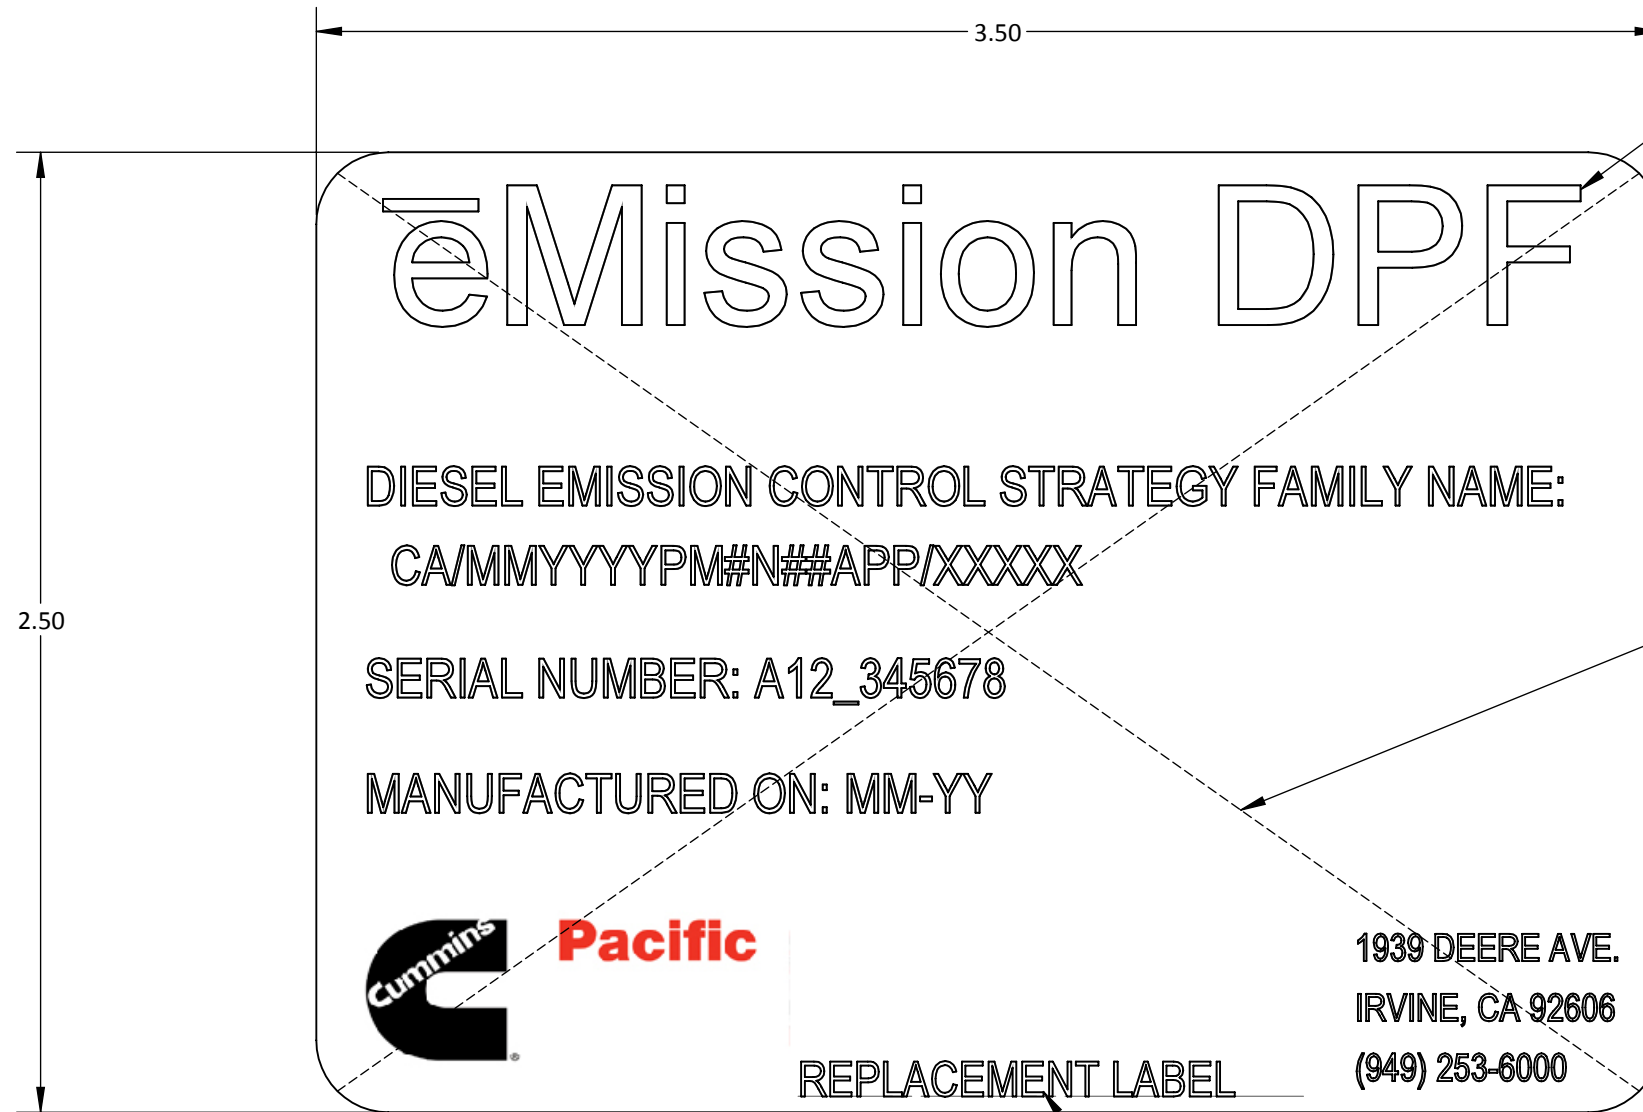 3.50
ēMission DPF
DIESEL EMISSION CONTROL STRATEGY FAMILY NAME:
CA/MMYYYYPM#N##APP/XXXXX
2.50
SERIAL NUMBER: A12_345678
MANUFACTURED ON: MM-YY
Cummins
®
Pacific
1939 DEERE AVE.
IRVINE, CA 92606
(949) 253-6000
REPLACEMENT LABEL